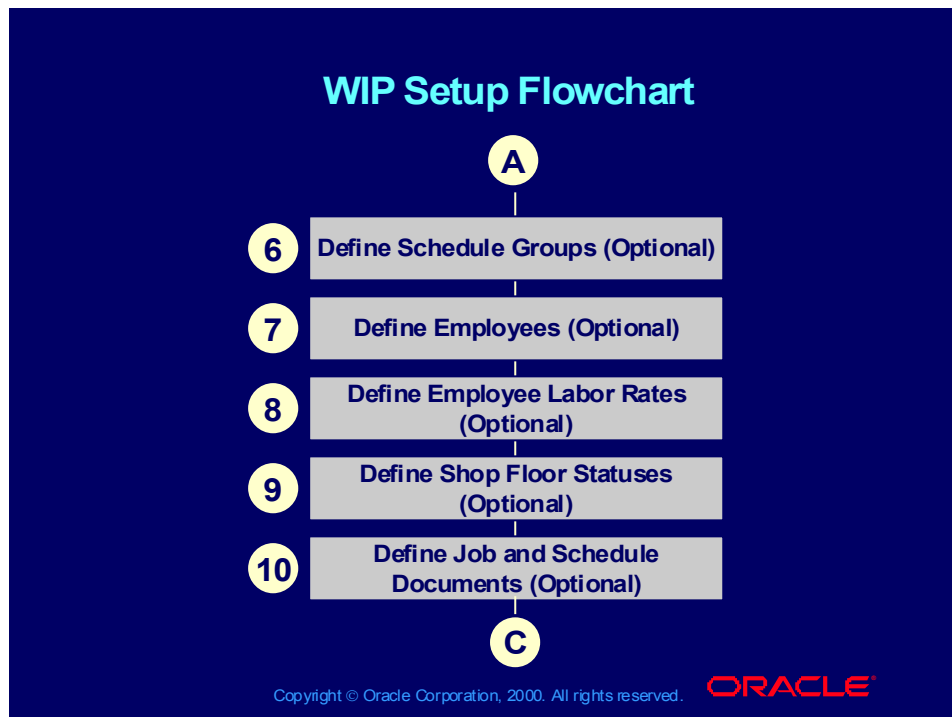 WIP Setup Flowchart
A
6
Define Schedule Groups (Optional)
7
Define Employees (Optional)
8
Define Employee Labor Rates
(Optional)
9
Define Shop Floor Statuses
(Optional)
10
Define Job and Schedule
Documents (Optional)
C
Copyright © Oracle Corporation, 2000. All rights reserved.
ORACLE®